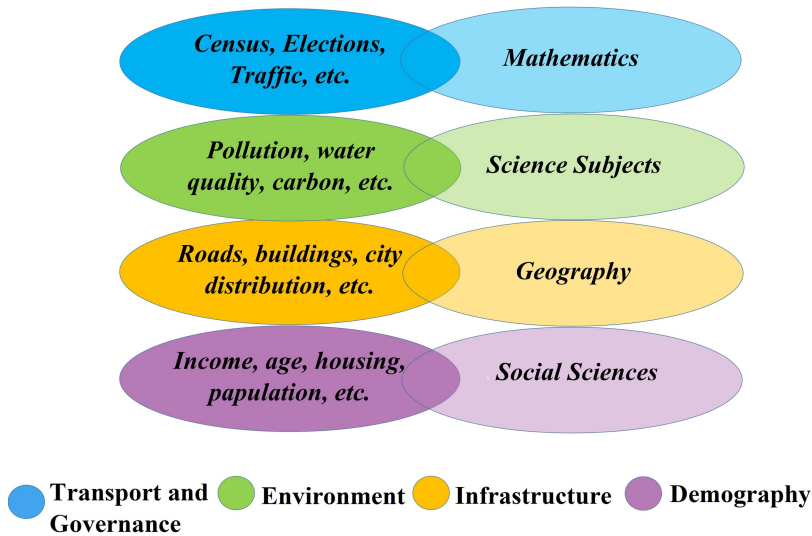 Census, Elections,
Traffic, etc.
Mathematics
Pollution, water
quality, carbon, etc.
Science Subjects
Roads, buildings, city
distribution, etc.
Geography
Income, age, housing,
papulation, etc.
Social Sciences
Transport and
Governance
Environment
Infrastructure
Demography